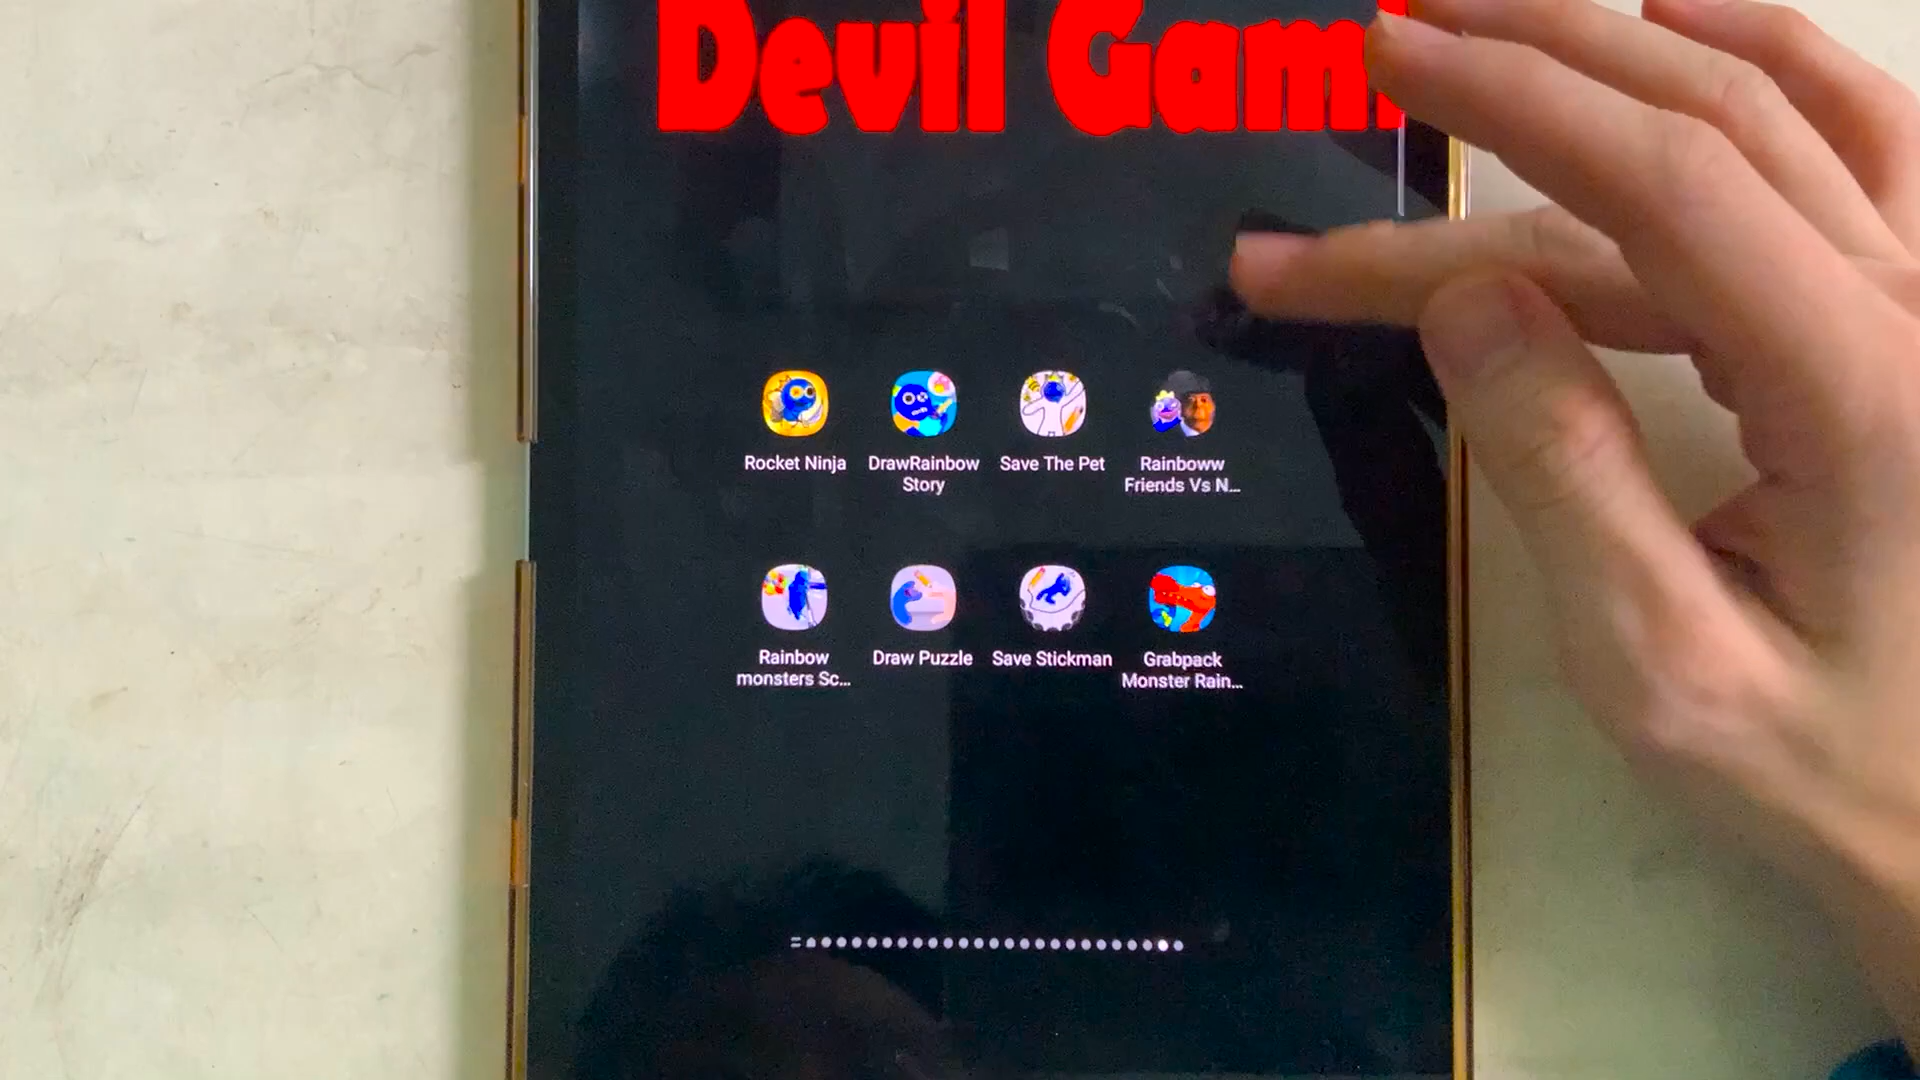 Devil Gami
Rocket Ninja
DrawRainbow
Story
Save The Pet
Rainboww
Friends Vs N...
Rainbow
monsters Sc...
Draw Puzzle
Save Stickman
Grabpack
Monster Rain...